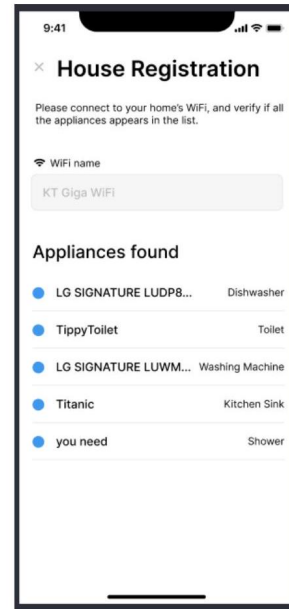 9:41
× House Registration
Please connect to your home's WiFi, and verify if all
the appliances appears in the list.
WiFi name
KT Giga WiFi
Appliances found
LG SIGNATURE LUDP8... Dishwasher
TippyToilet Toilet
LG SIGNATURE LUWM... Washing Machine
Titanic Kitchen Sink
you need Shower